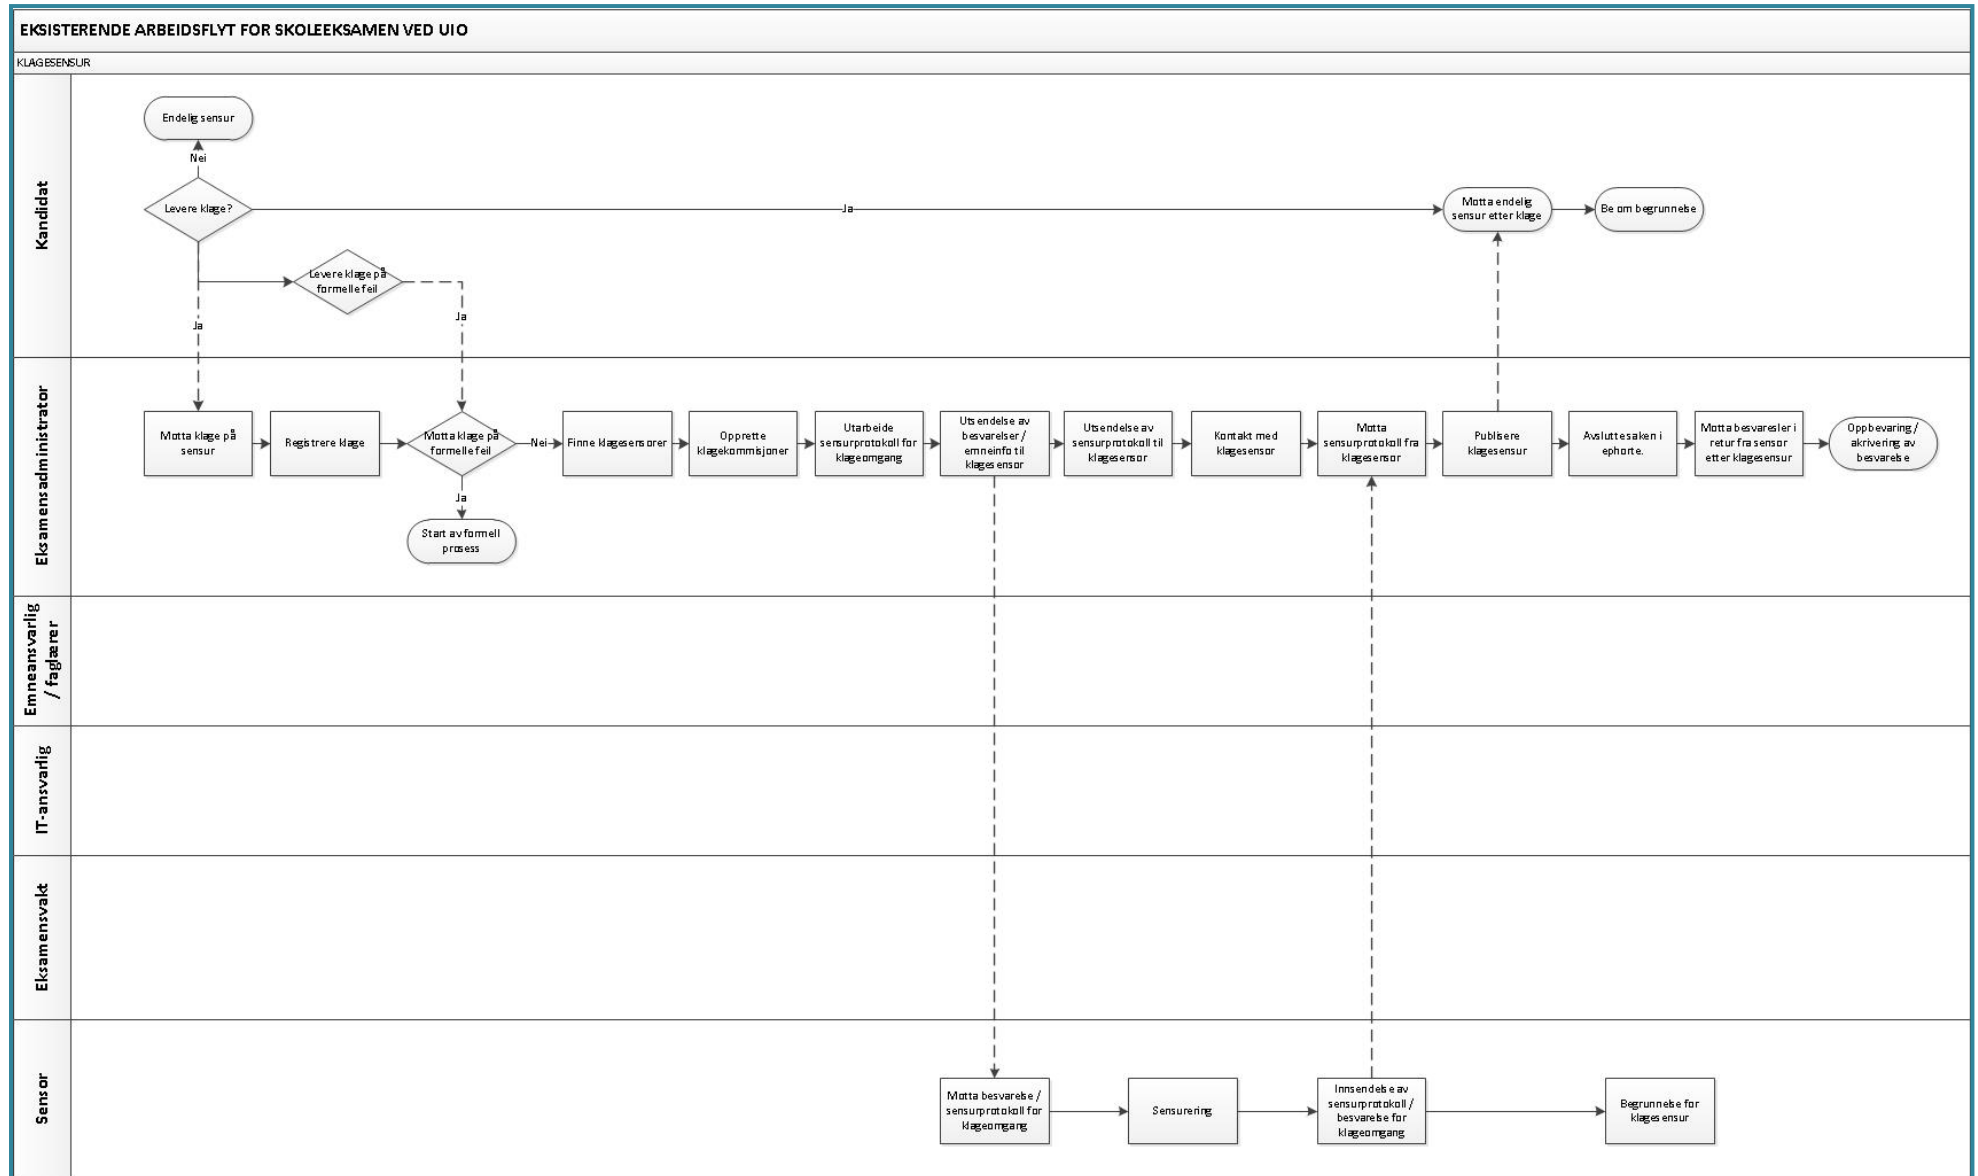 EKSISTERENDE ARBEIDSFLYT FOR SKOLEEKSAMEN VED UIO
KLAGESENSUR
Kandidat
Endelig sensur
Nei
Levere klage?
Ja
Motta endelig
sensur etter klage
Be om begrunnelse
Levere klage på
formelle feil
Ja
Ja
Eksamensadministrator
Motta klage på
sensur
Registrere klage
Motta klage på
formelle feil
Nei
Finne klagesensorer
Opprette
klagekommisjoner
Utarbeide
sensurprotokoll for
klageomgang
Utsendelse av
besvarelser /
emneinfo til
klagesensor
Utsendelse av
sensurprotokoll til
klagesensor
Kontakt med
klagesensor
Motta
sensurprotokoll fra
klagesensor
Publisere
klagesensur
Avslutte saken i
ephorte.
Motta besvaresler i
retur fra sensor
etter klagesensur
Oppbevaring /
akrivering av
besvarelse
Ja
Start av formell
prosess
Emneansvarlig
/ faglærer
IT-ansvarlig
Eksamensvakt
Sensor
Motta besvarelse /
sensurprotokoll for
klageomgang
Sensurering
Innsendelse av
sensurprotokoll /
besvarelse for
klageomgang
Begrunnelse for
klagesensur